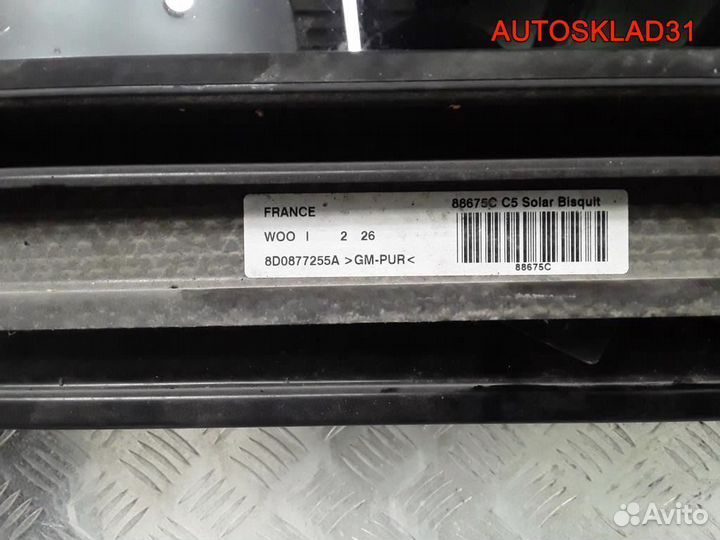 AUTOSKLAD31
FRANCE
WOO I 2 26
8D0877255A >GM-PUR<
88675C C5 Solar Bisquit
88675C
Avito